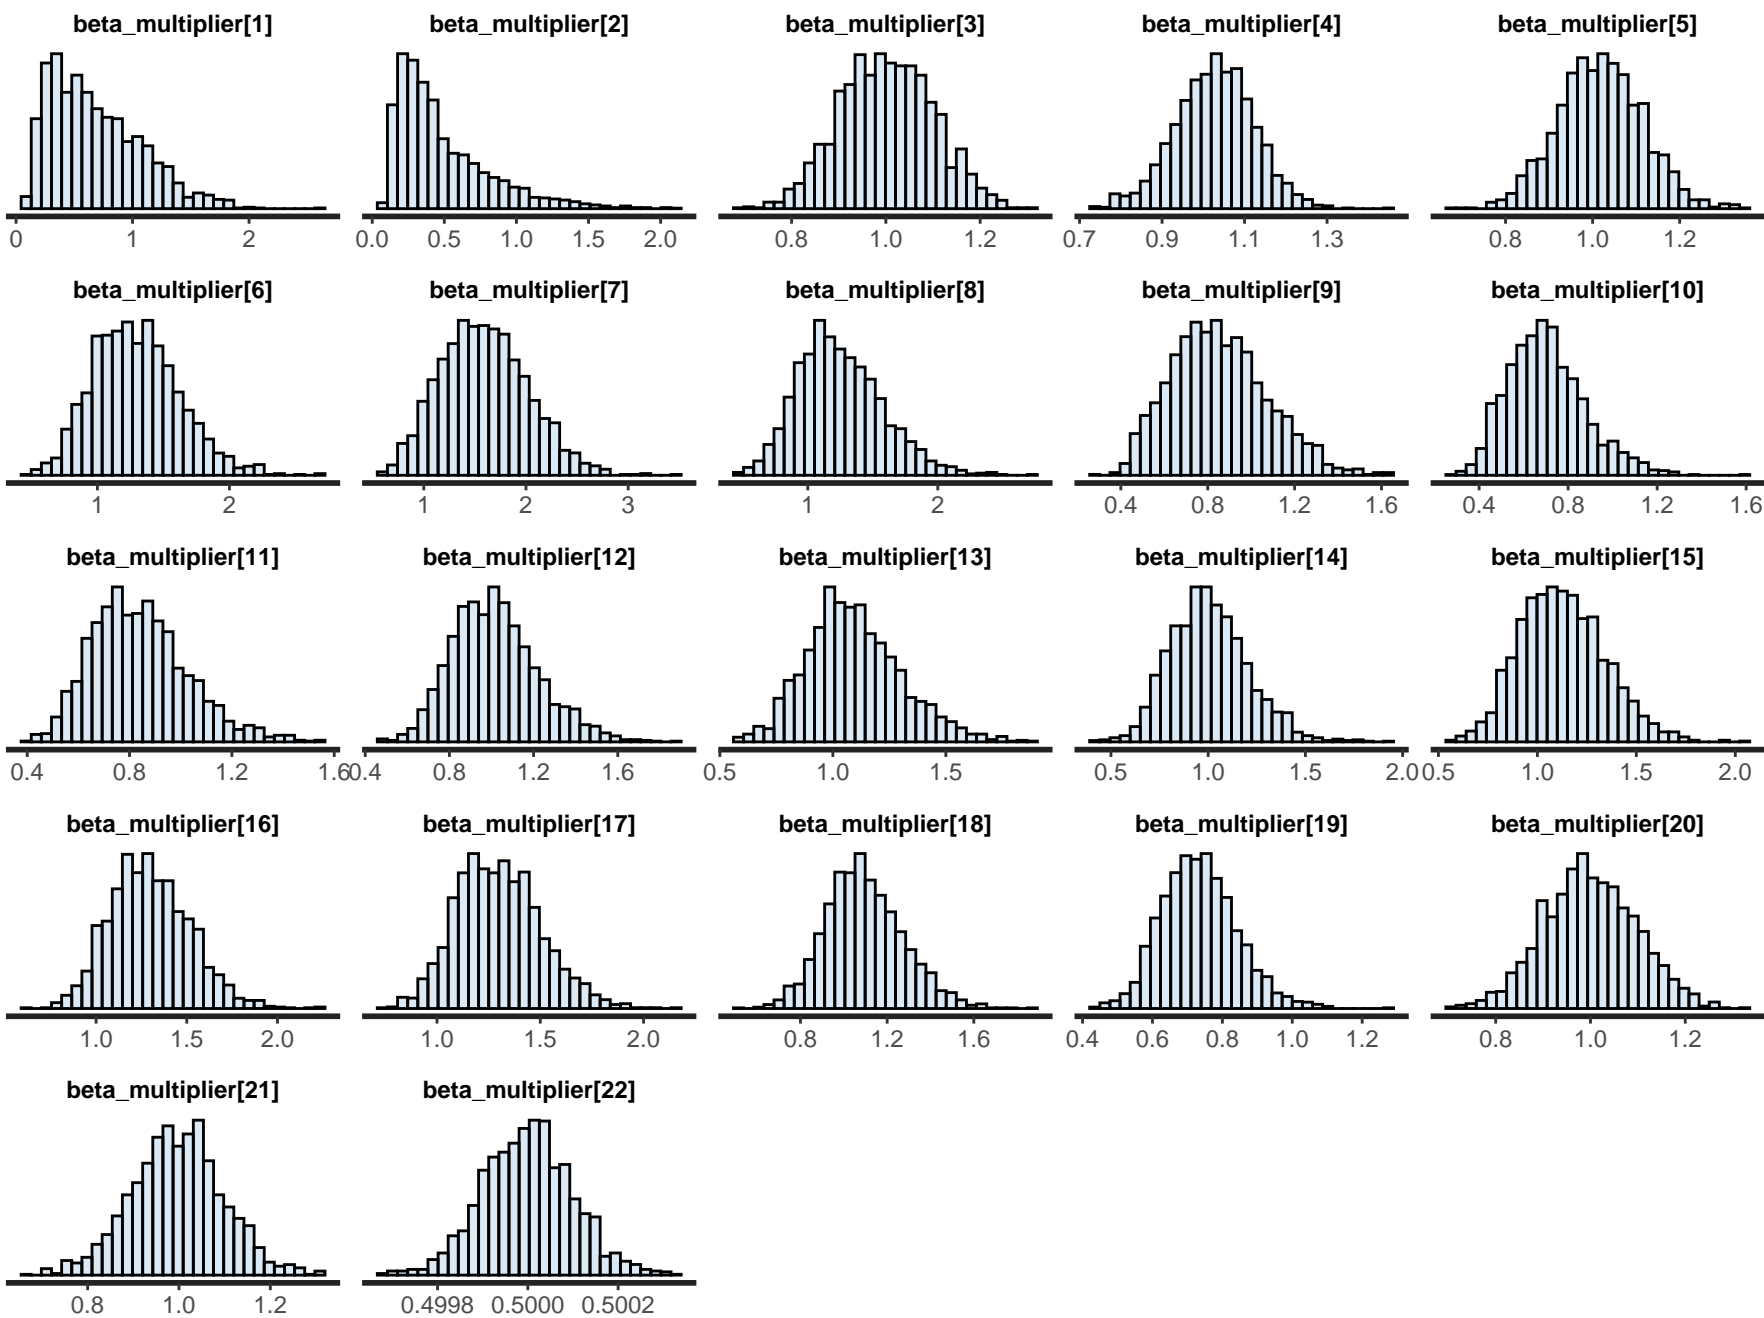 beta_multiplier[1] beta_multiplier[2] beta_multiplier[3] beta_multiplier[4] beta_multiplier[5]
0 1 2 0.0 0.5 1.0 1.5 2.0 0.8 1.0 1.2 0.7 0.9 1.1 1.3 0.8 1.0 1.2
beta_multiplier[6] beta_multiplier[7] beta_multiplier[8] beta_multiplier[9] beta_multiplier[10]
1 2 1 2 3 1 2 0.4 0.8 1.2 1.6 0.4 0.8 1.2 1.6
beta_multiplier[11] beta_multiplier[12] beta_multiplier[13] beta_multiplier[14] beta_multiplier[15]
0.4 0.8 1.2 1.6 0.4 0.8 1.2 1.6 0.5 1.0 1.5 0.5 1.0 1.5 2.0 0.5 1.0 1.5 2.0
beta_multiplier[16] beta_multiplier[17] beta_multiplier[18] beta_multiplier[19] beta_multiplier[20]
1.0 1.5 2.0 1.0 1.5 2.0 0.8 1.2 1.6 0.4 0.6 0.8 1.0 1.2 0.8 1.0 1.2
beta_multiplier[21] beta_multiplier[22]
0.8 1.0 1.2 0.4998 0.5000 0.5002